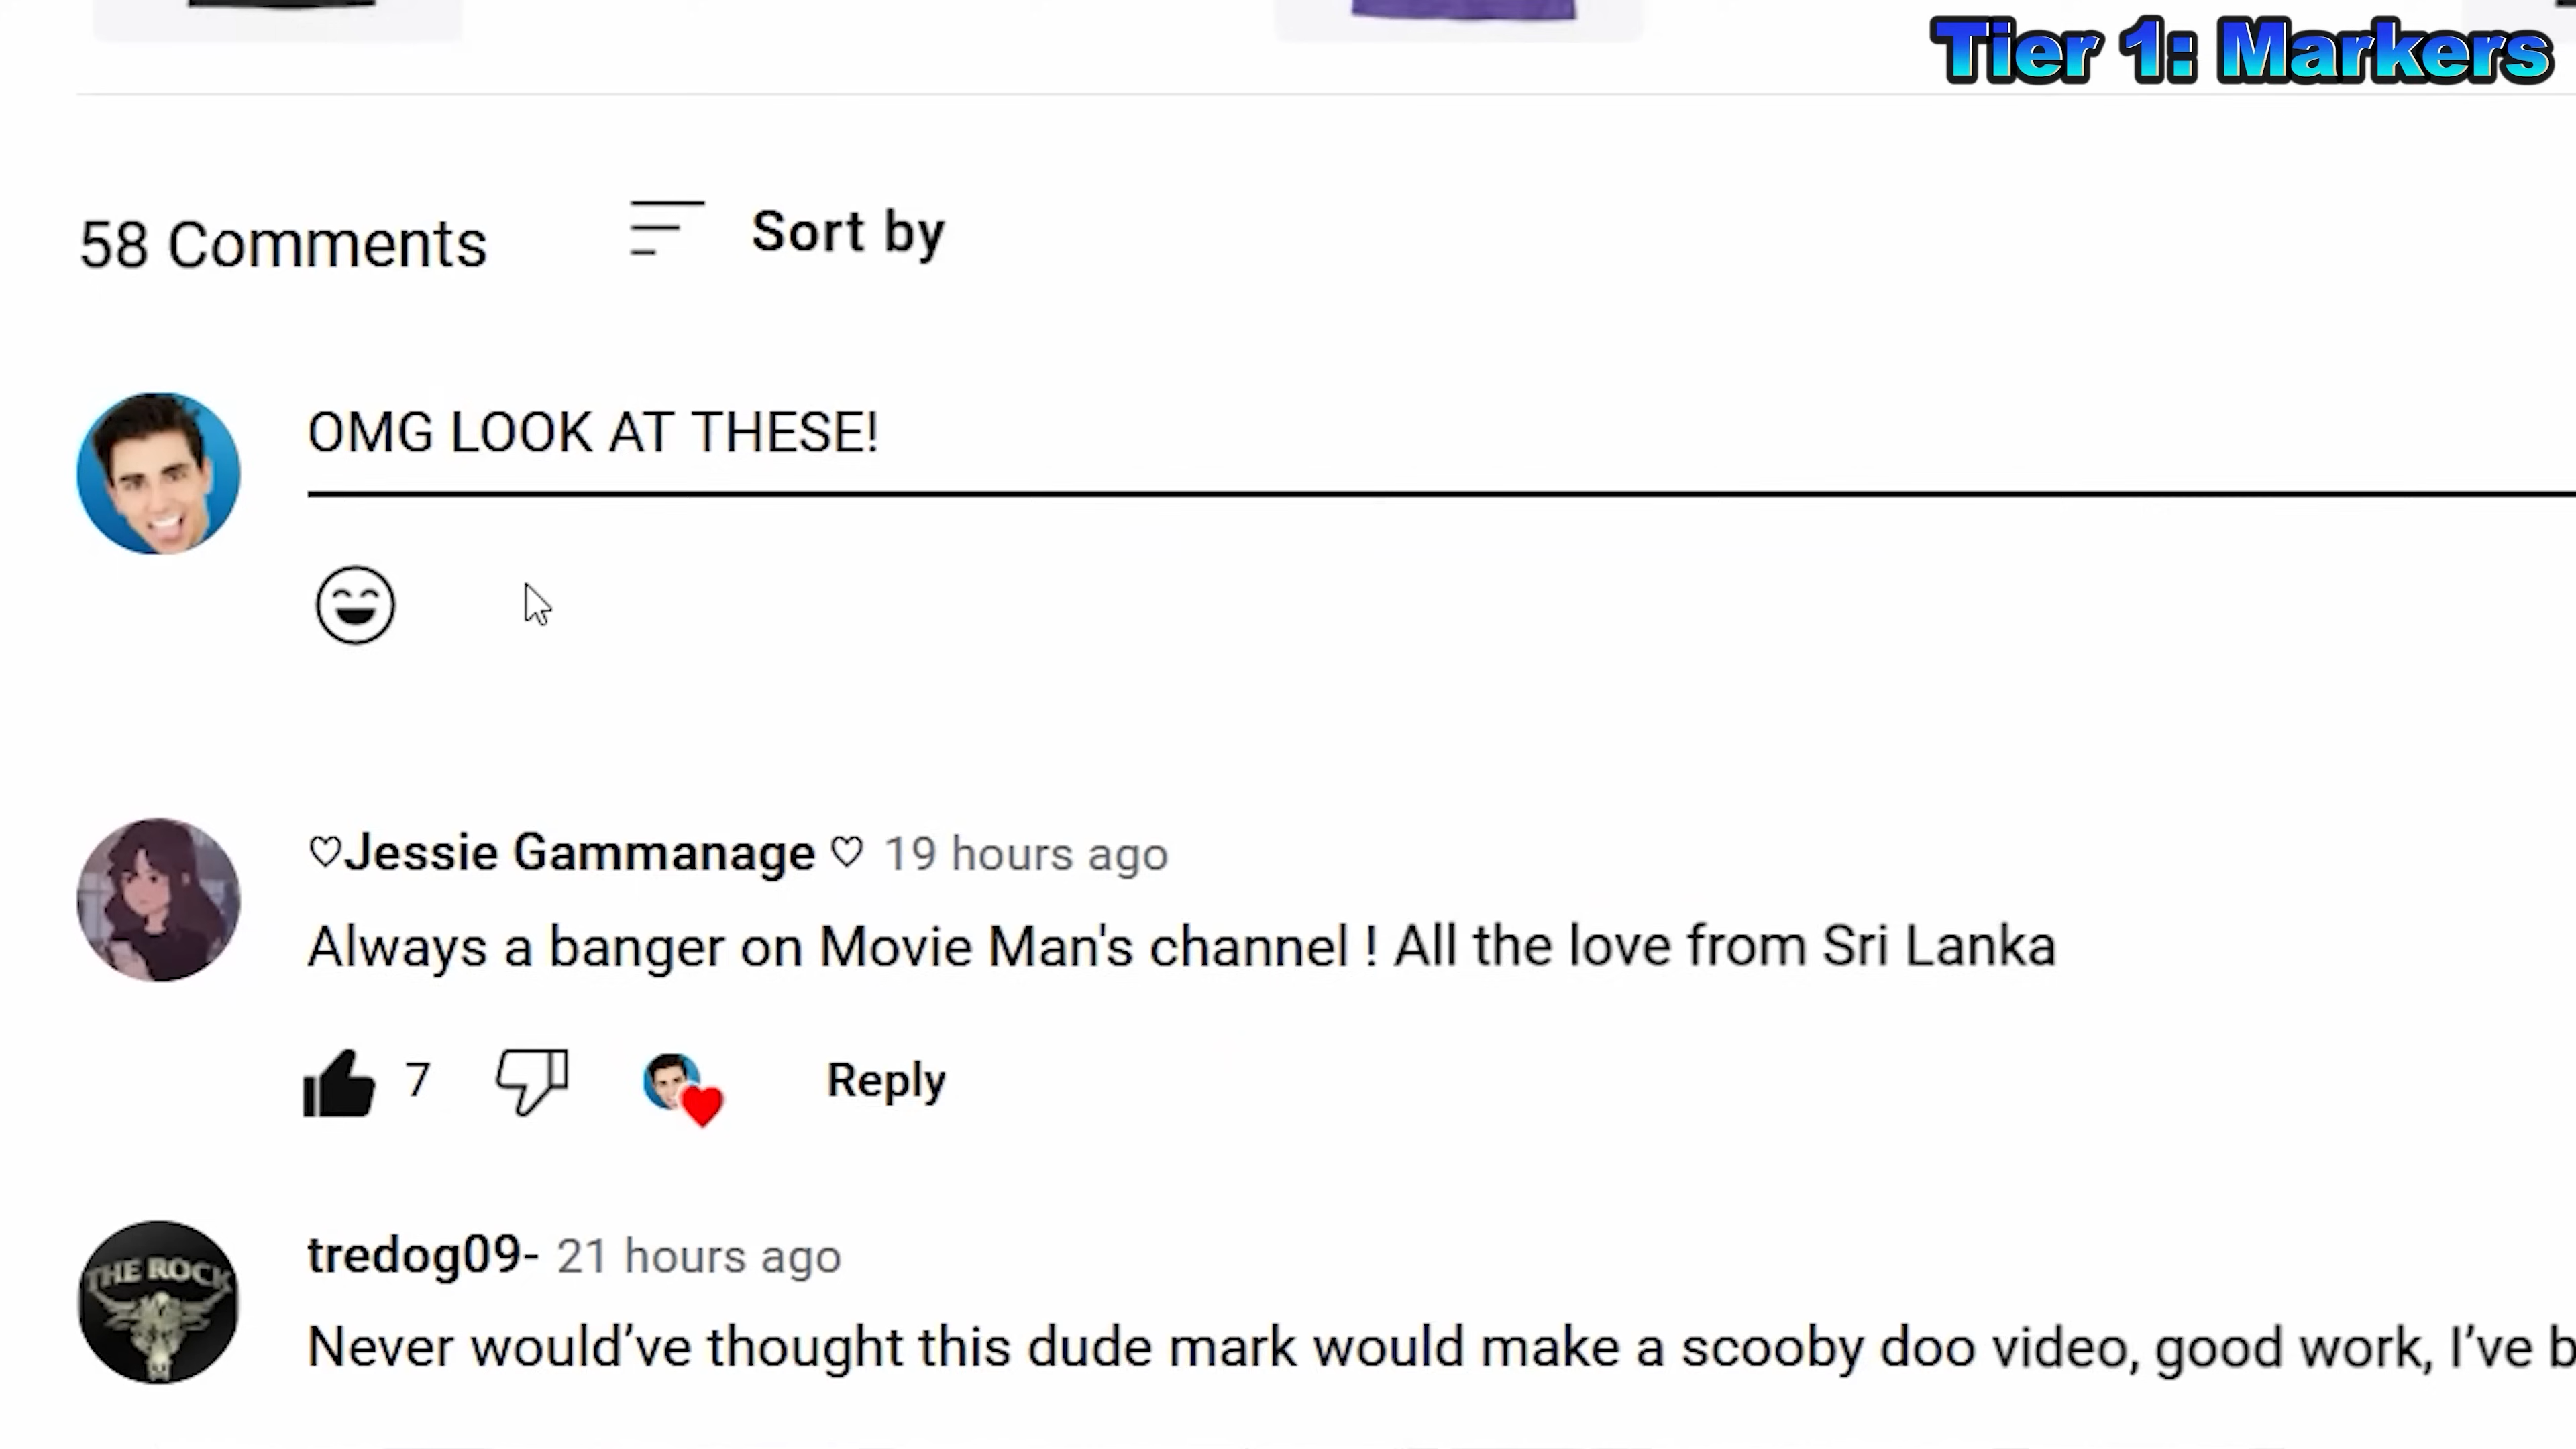 Tier 1: Markers
58 Comments
Sort by
OMG LOOK AT THESE!
♡Jessie Gammanage ♡ 19 hours ago
Always a banger on Movie Man's channel ! All the love from Sri Lanka
7
Reply
THE ROCK
tredog09- 21 hours ago
Never would’ve thought this dude mark would make a scooby doo video, good work, I’ve b